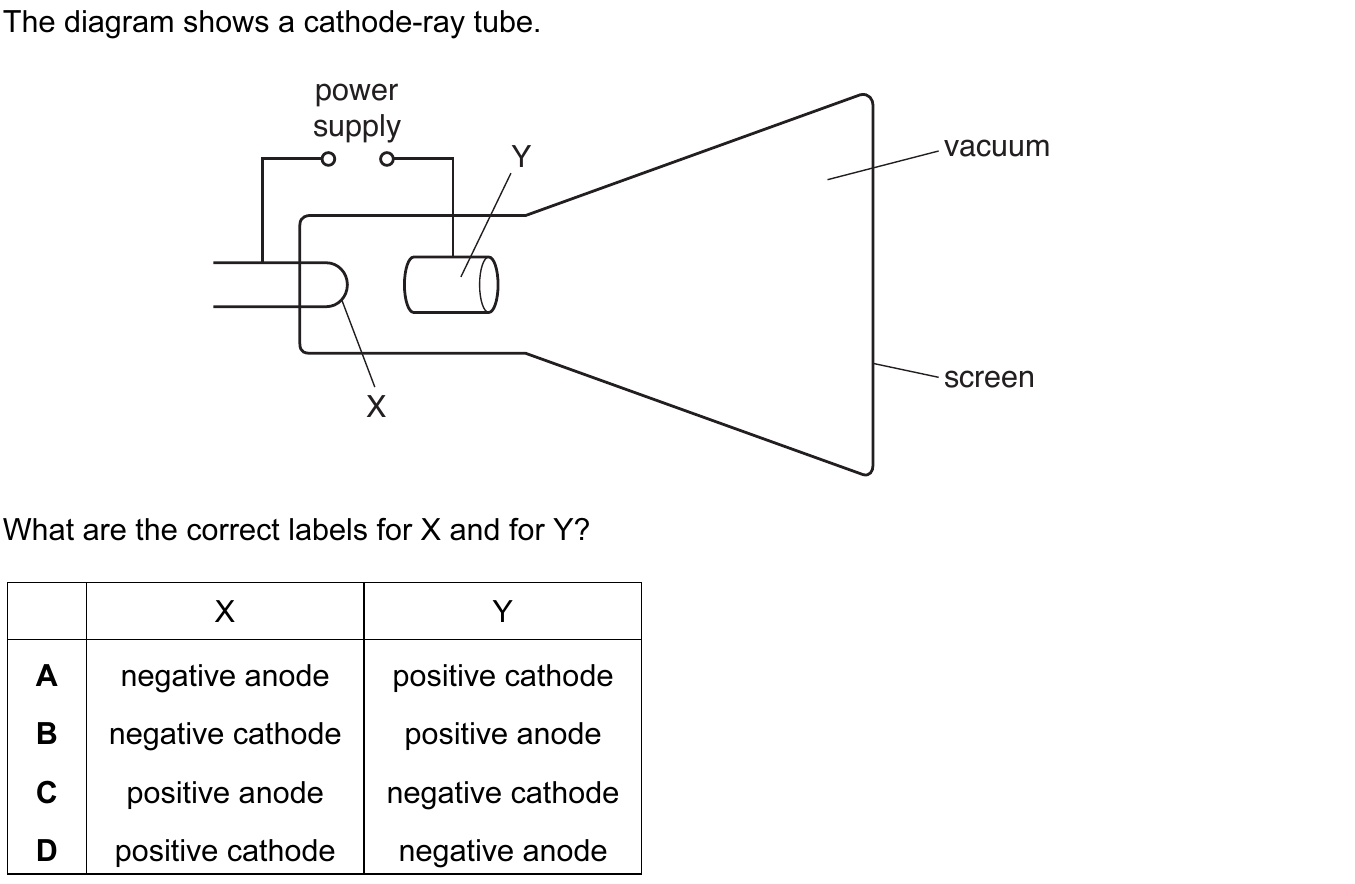 The diagram shows a cathode-ray tube.
power
supply
Y
vacuum
screen
X
What are the correct labels for X and for Y?
X Y
A negative anode positive cathode
B negative cathode positive anode
C positive anode negative cathode
D positive cathode negative anode